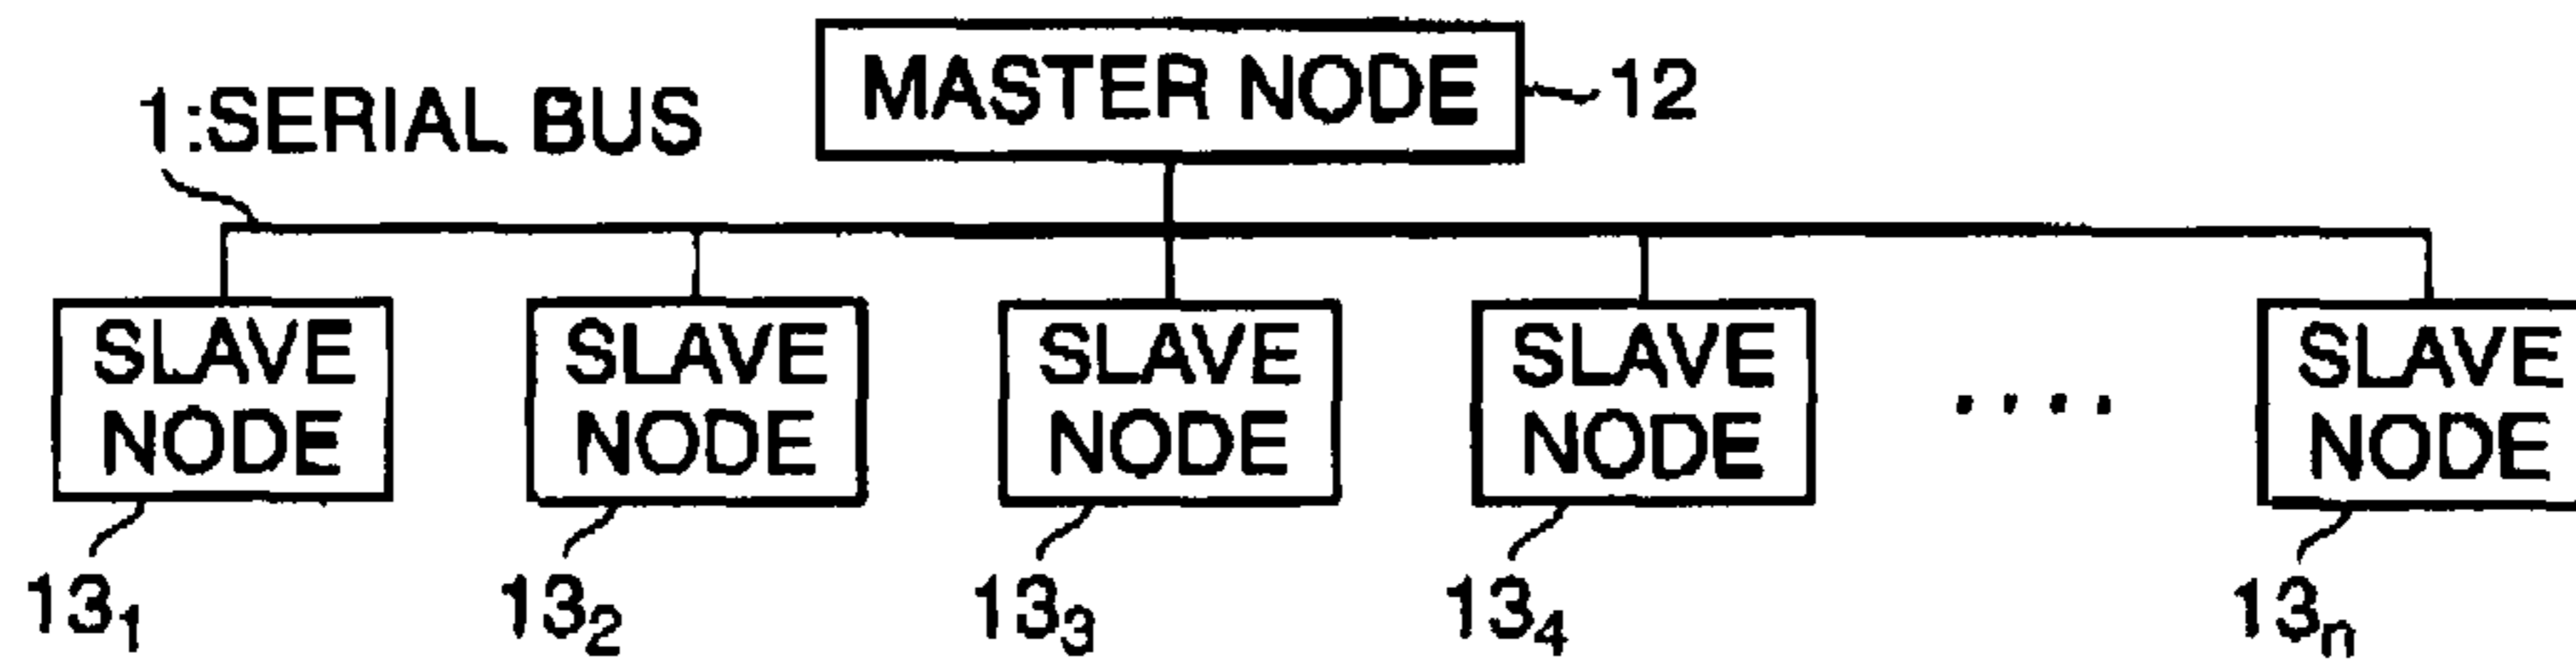 MASTER NODE
12
1:SERIAL BUS
SLAVE
NODE
SLAVE
NODE
SLAVE
NODE
SLAVE
NODE
....
SLAVE
NODE
13₁
13₂
13₃
13₄
13ₙ